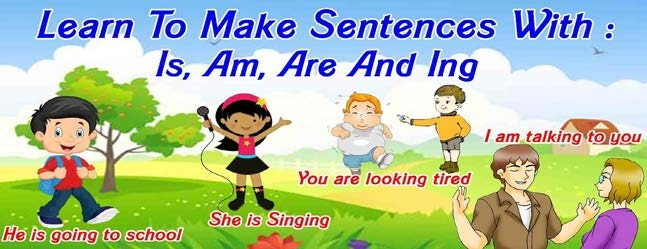 Learn To Make Sentences With :
Is, Am, Are And Ing
He is going to school
She is Singing
You are looking tired
I am talking to you